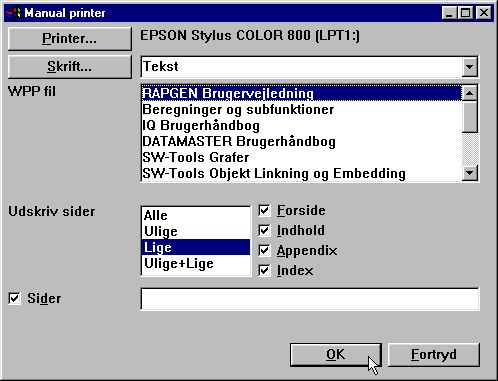 Manual printer
Printer... EPSON Stylus COLOR 800 (LPT1:)
Skrift... Tekst
WPP fil RAPGEN Brugervejledning
Beregninger og subfunktioner
IQ Brugerhåndbog
DATAMASTER Brugerhåndbog
SW-Tools Grafer
SW-Tools Objekt Linkning og Embedding
Udskriv sider Alle Forside
Ulige Indhold
Lige Appendix
Ulige+Lige Index
Sider
OK Fortryd